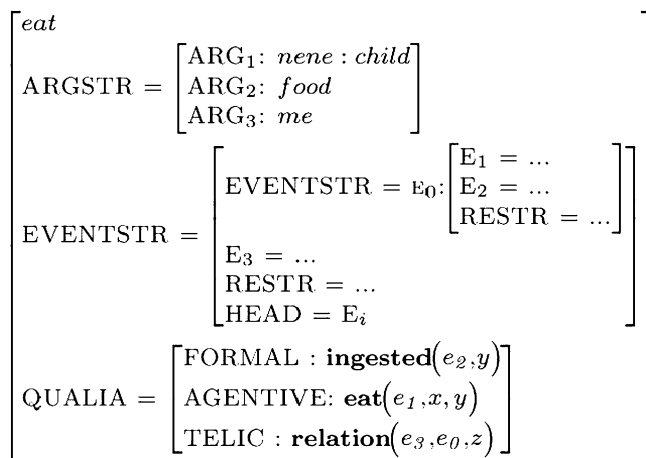 eat
ARGSTR = ARG₁: nene : child
ARG₂: food
ARG₃: me
EVENTSTR = EVENTSTR = E₀: E₁ = ...
E₂ = ...
RESTR = ...
E₃ = ...
RESTR = ...
HEAD = Eᵢ
QUALIA = FORMAL : ingested(e₂,y)
AGENTIVE: eat(e₁,x,y)
TELIC : relation(e₃,e₀,z)